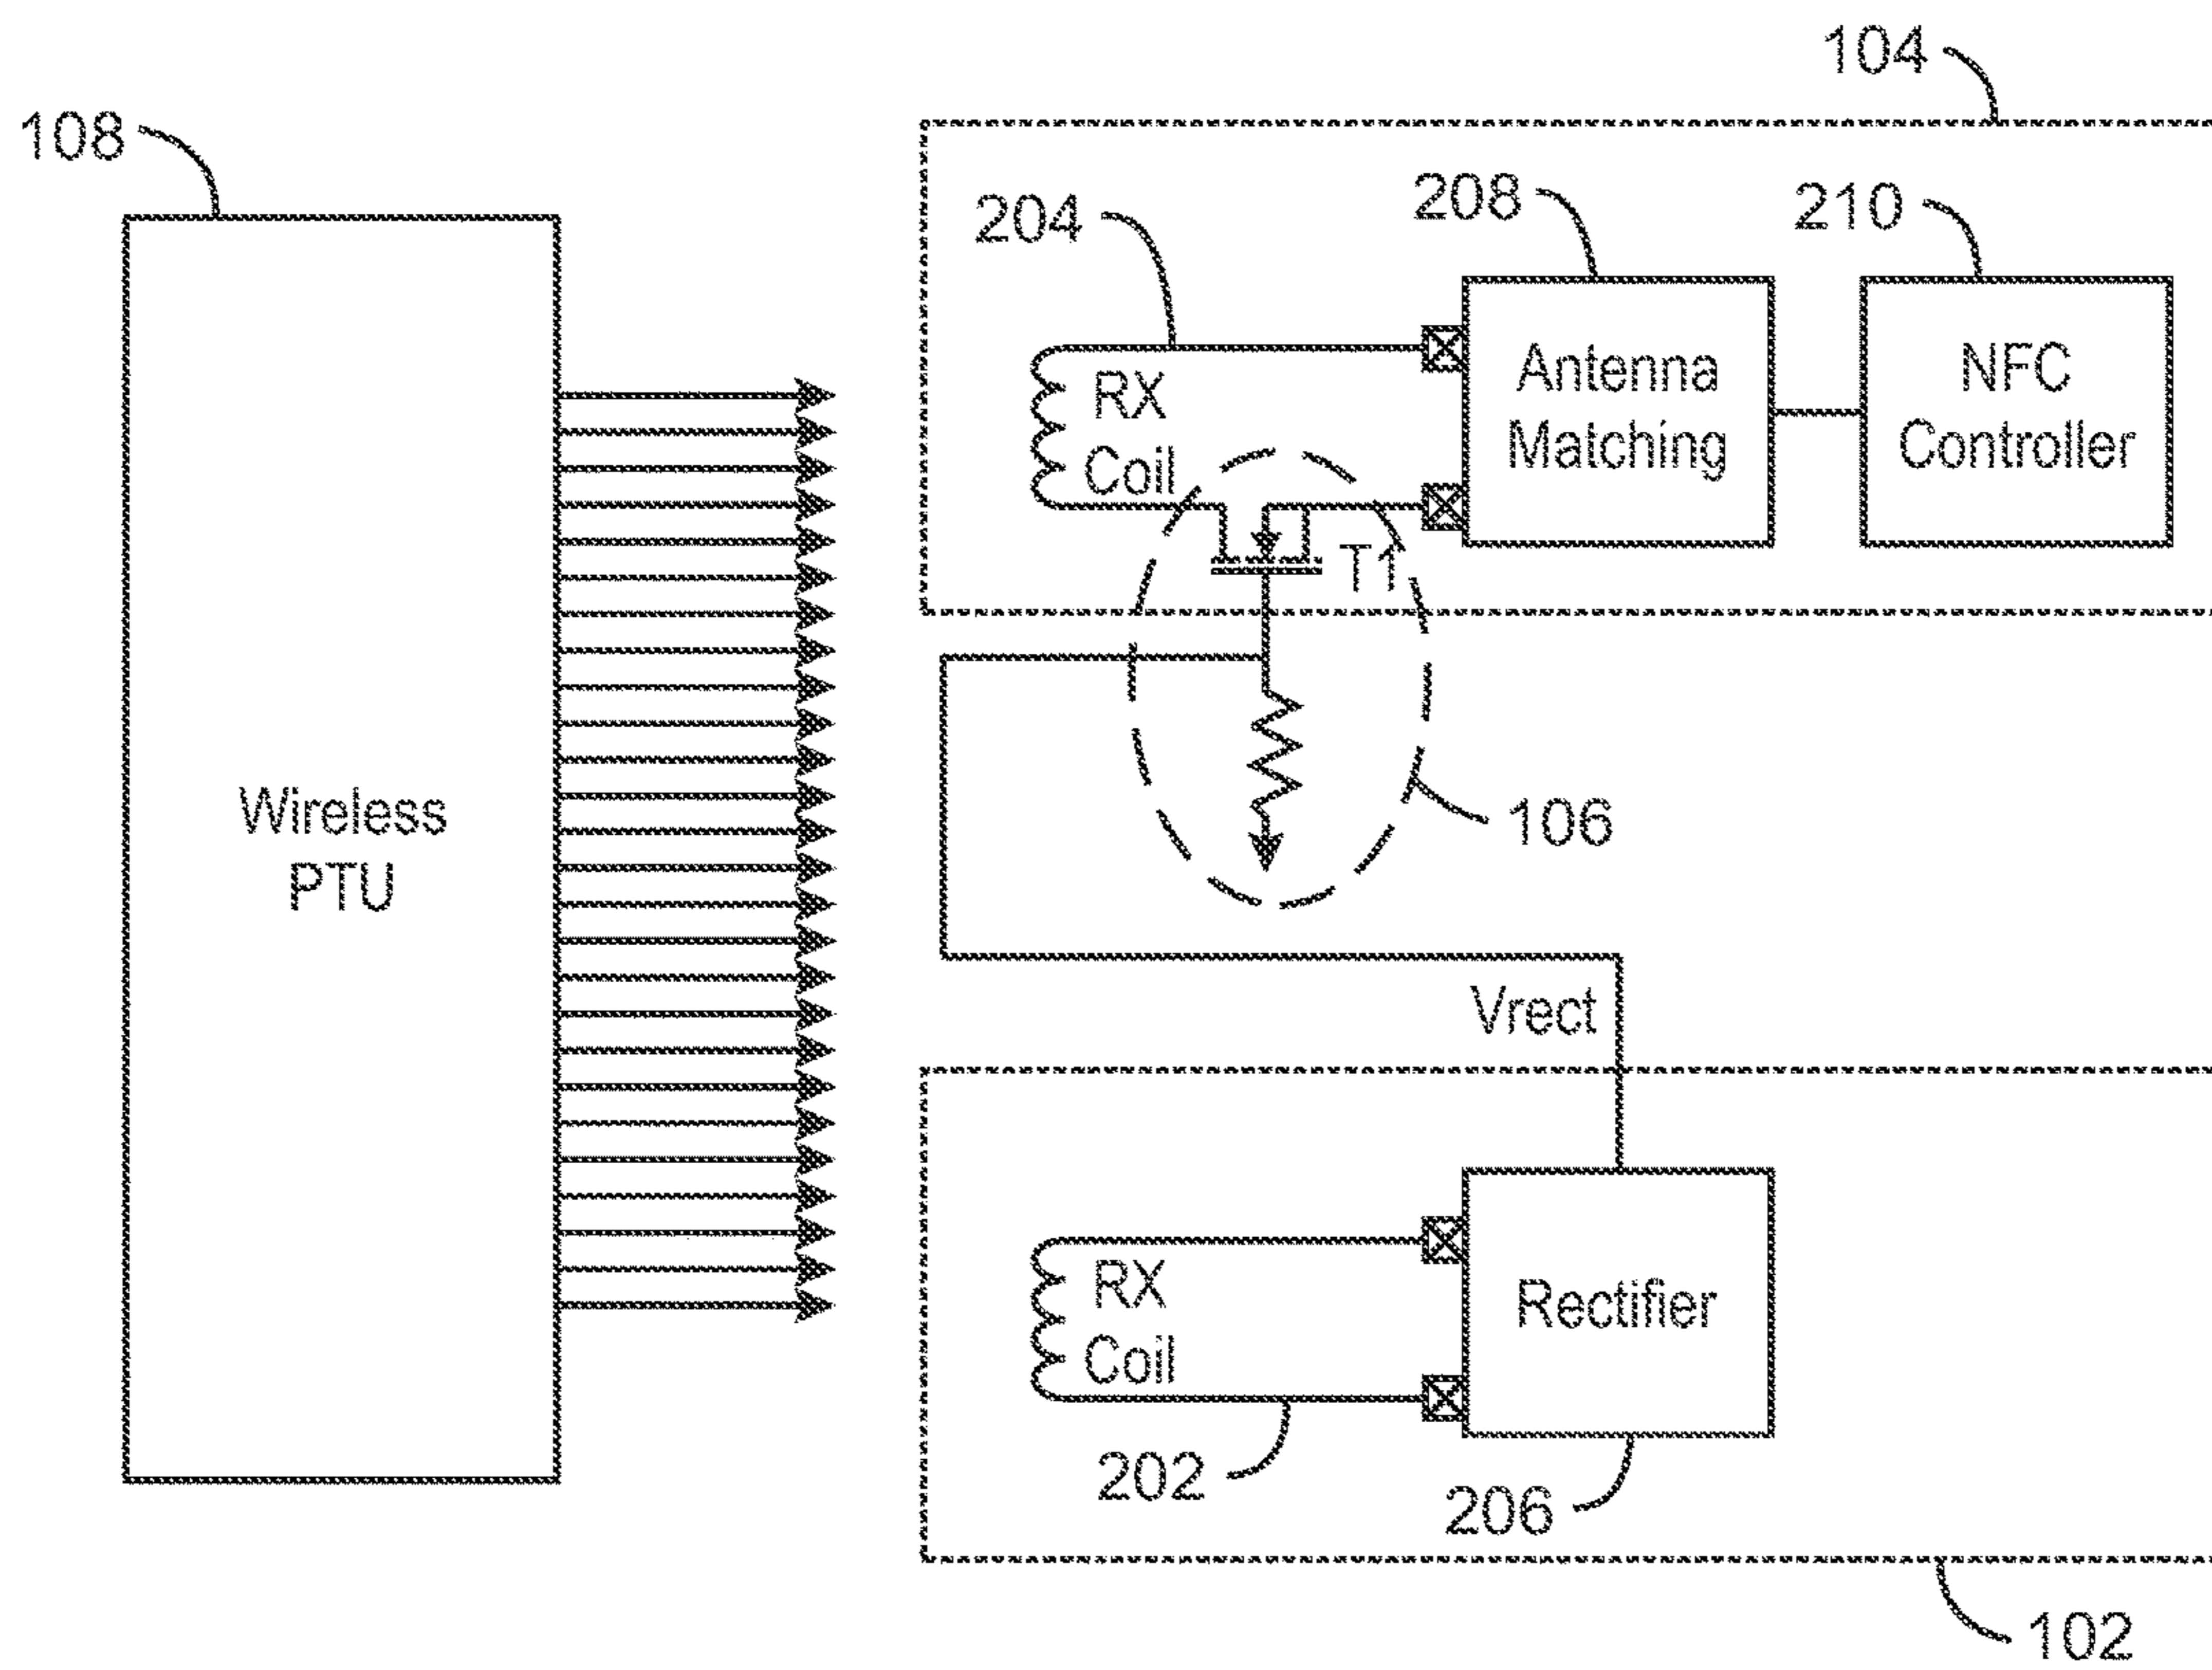 104
108
204
208
210
RX
Coil
Antenna
Matching
NFC
Controller
T1
Wireless
PTU
106
Vrect
RX
Coil
Rectifier
202
206
102